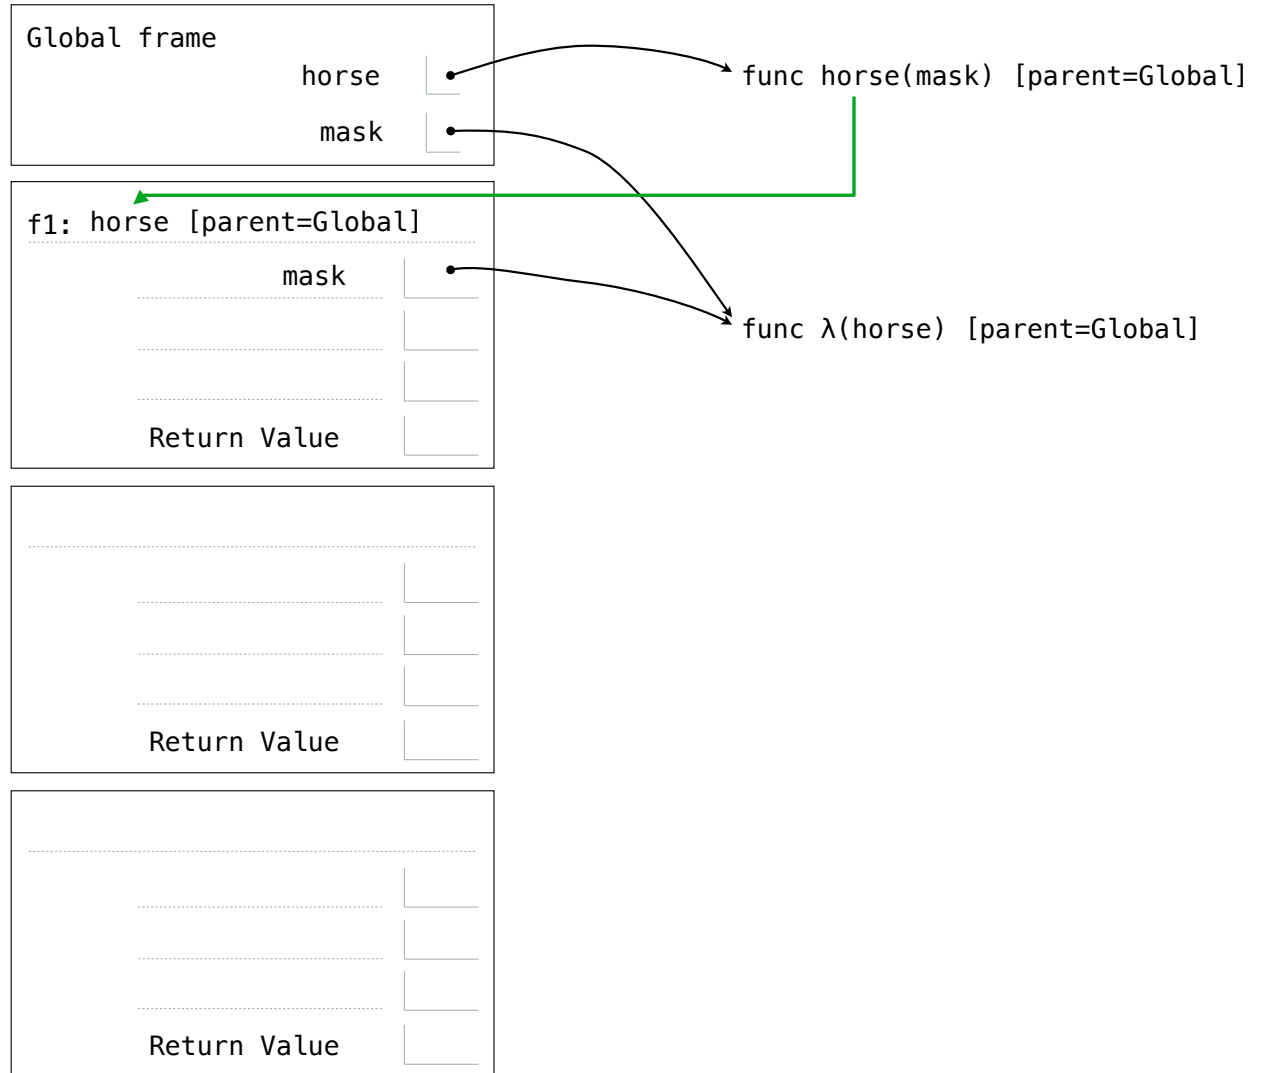 Global frame
horse
func horse(mask) [parent=Global]
mask
f1: horse [parent=Global]
mask
func λ(horse) [parent=Global]
Return Value
Return Value
Return Value